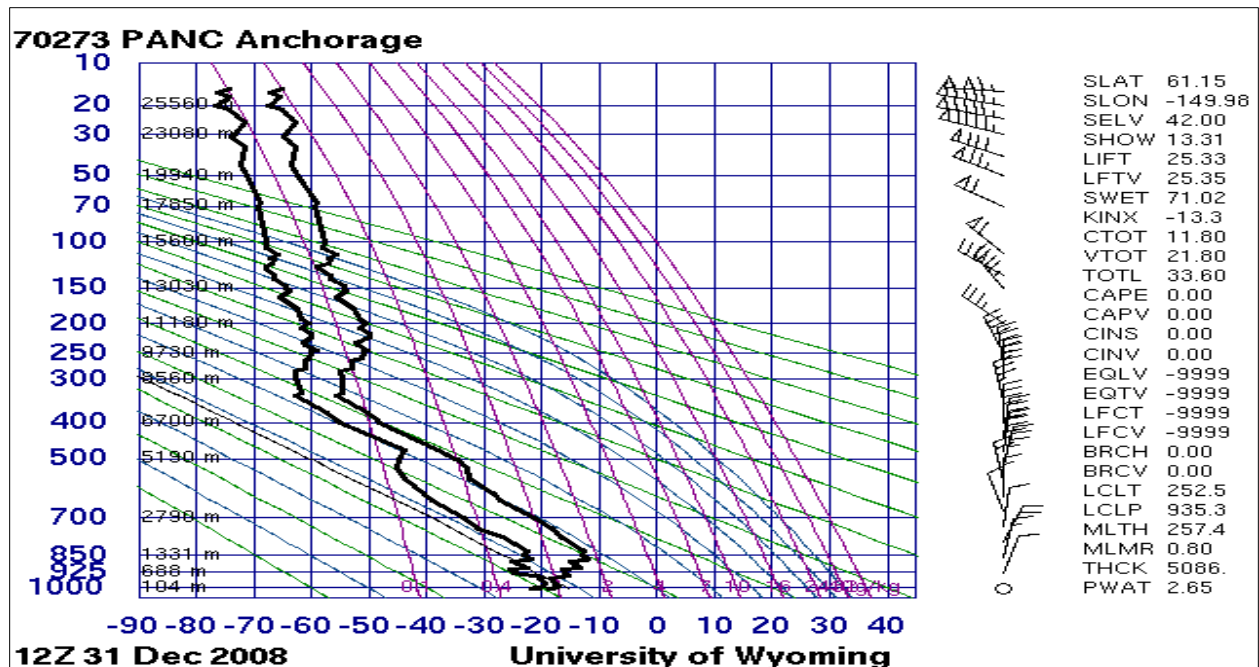 70273 PANC Anchorage
10
20
30
50
70
100
150
200
250
300
400
500
700
850
925
1000
25560 m
23080 m
19940 m
17850 m
15600 m
13030 m
11180 m
9730 m
8560 m
6700 m
5190 m
2790 m
1331 m
688 m
104 m
2
10
g/kg
-90 -80 -70 -60 -50 -40 -30 -20 -10 0 10 20 30 40
12Z 31 Dec 2008
University of Wyoming
SLAT 61.15
SLON -149.98
SELV 42.00
SHOW 13.31
LIFT 25.33
LFTV 25.35
SWET 71.02
KINX -13.3
CTOT 11.80
VTOT 21.80
TOTL 33.60
CAPE 0.00
CAPV 0.00
CINS 0.00
CINV 0.00
EQLV -9999
EQTV -9999
LFCT -9999
LFCV -9999
BRCH 0.00
BRCV 0.00
LCLT 252.5
LCLP 935.3
MLTH 257.4
MLMR 0.80
THCK 5086.
PWAT 2.65